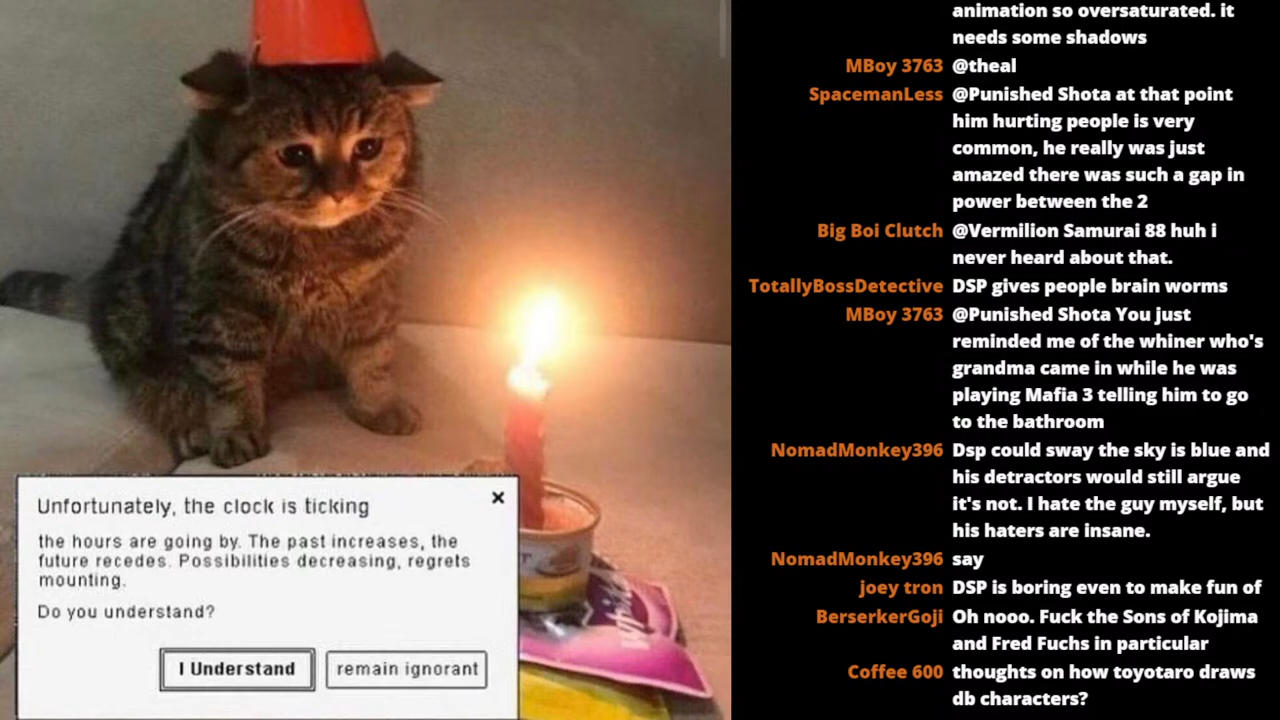 Unfortunately, the clock is ticking
the hours are going by. The past increases, the
future recedes. Possibilities decreasing, regrets
mounting.
Do you understand?
I Understand
remain ignorant
animation so oversaturated. it
needs some shadows
MBoy 3763 @theal
SpacemanLess @Punished Shota at that point
him hurting people is very
common, he really was just
amazed there was such a gap in
power between the 2
Big Boi Clutch @Vermilion Samurai 88 huh i
never heard about that.
TotallyBossDetective DSP gives people brain worms
MBoy 3763 @Punished Shota You just
reminded me of the whiner who's
grandma came in while he was
playing Mafia 3 telling him to go
to the bathroom
NomadMonkey396 Dsp could sway the sky is blue and
his detractors would still argue
it's not. I hate the guy myself, but
his haters are insane.
NomadMonkey396 say
joey tron DSP is boring even to make fun of
BerserkerGoji Oh nooo. Fuck the Sons of Kojima
and Fred Fuchs in particular
Coffee 600 thoughts on how toyotaro draws
db characters?